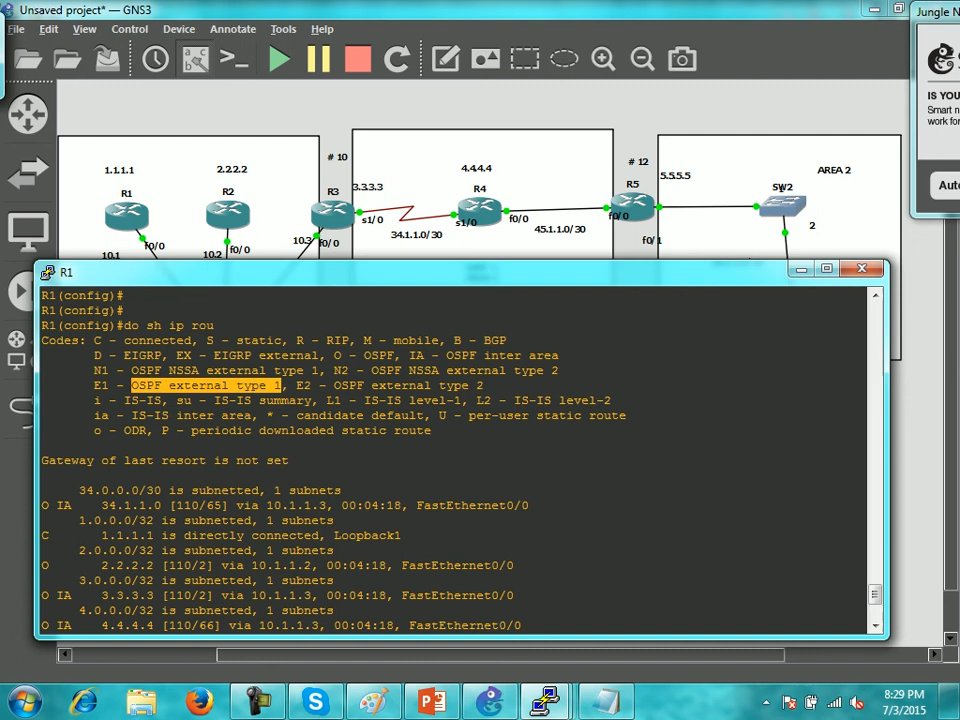 Unsaved project* — GNS3
Jungle N
File Edit View Control Device Annotate Tools Help
IS YOU
Smart n
work for
Auto
# 10
# 12
1.1.1.1
2.2.2.2
3.3.3.3
4.4.4.4
5.5.5.5
AREA 2
R1
R2
R3
R4
R5
SW2
s1/0
s1/0
f0/0
f0/0
2
34.1.1.0/30
45.1.1.0/30
f0/0
f0/0
f0/0
f0/1
10.1
10.2
10.3
R1
R1(config)#
R1(config)#
R1(config)#do sh ip rou
Codes: C - connected, S - static, R - RIP, M - mobile, B - BGP
D - EIGRP, EX - EIGRP external, O - OSPF, IA - OSPF inter area
N1 - OSPF NSSA external type 1, N2 - OSPF NSSA external type 2
E1 - OSPF external type 1, E2 - OSPF external type 2
i - IS-IS, su - IS-IS summary, L1 - IS-IS level-1, L2 - IS-IS level-2
ia - IS-IS inter area, * - candidate default, U - per-user static route
o - ODR, P - periodic downloaded static route
Gateway of last resort is not set
34.0.0.0/30 is subnetted, 1 subnets
O IA 34.1.1.0 [110/65] via 10.1.1.3, 00:04:18, FastEthernet0/0
1.0.0.0/32 is subnetted, 1 subnets
C 1.1.1.1 is directly connected, Loopback1
2.0.0.0/32 is subnetted, 1 subnets
O 2.2.2.2 [110/2] via 10.1.1.2, 00:04:18, FastEthernet0/0
3.0.0.0/32 is subnetted, 1 subnets
O IA 3.3.3.3 [110/2] via 10.1.1.3, 00:04:18, FastEthernet0/0
4.0.0.0/32 is subnetted, 1 subnets
O IA 4.4.4.4 [110/66] via 10.1.1.3, 00:04:18, FastEthernet0/0
8:29 PM
7/3/2015